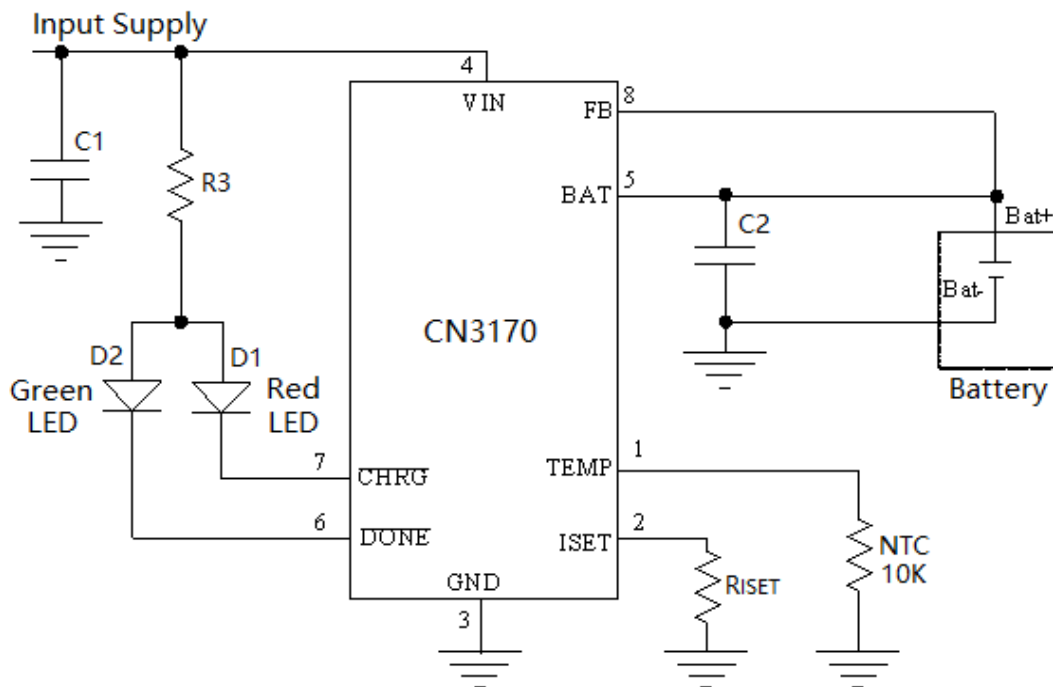 Input Supply
4
VIN
8
FB
C1
R3
5
BAT
C2
Bat+
Bat-
CN3170
D2
D1
Green
LED
Red
LED
Battery
7
CHRG
1
TEMP
6
DONE
2
ISET
NTC
10K
RISET
GND
3